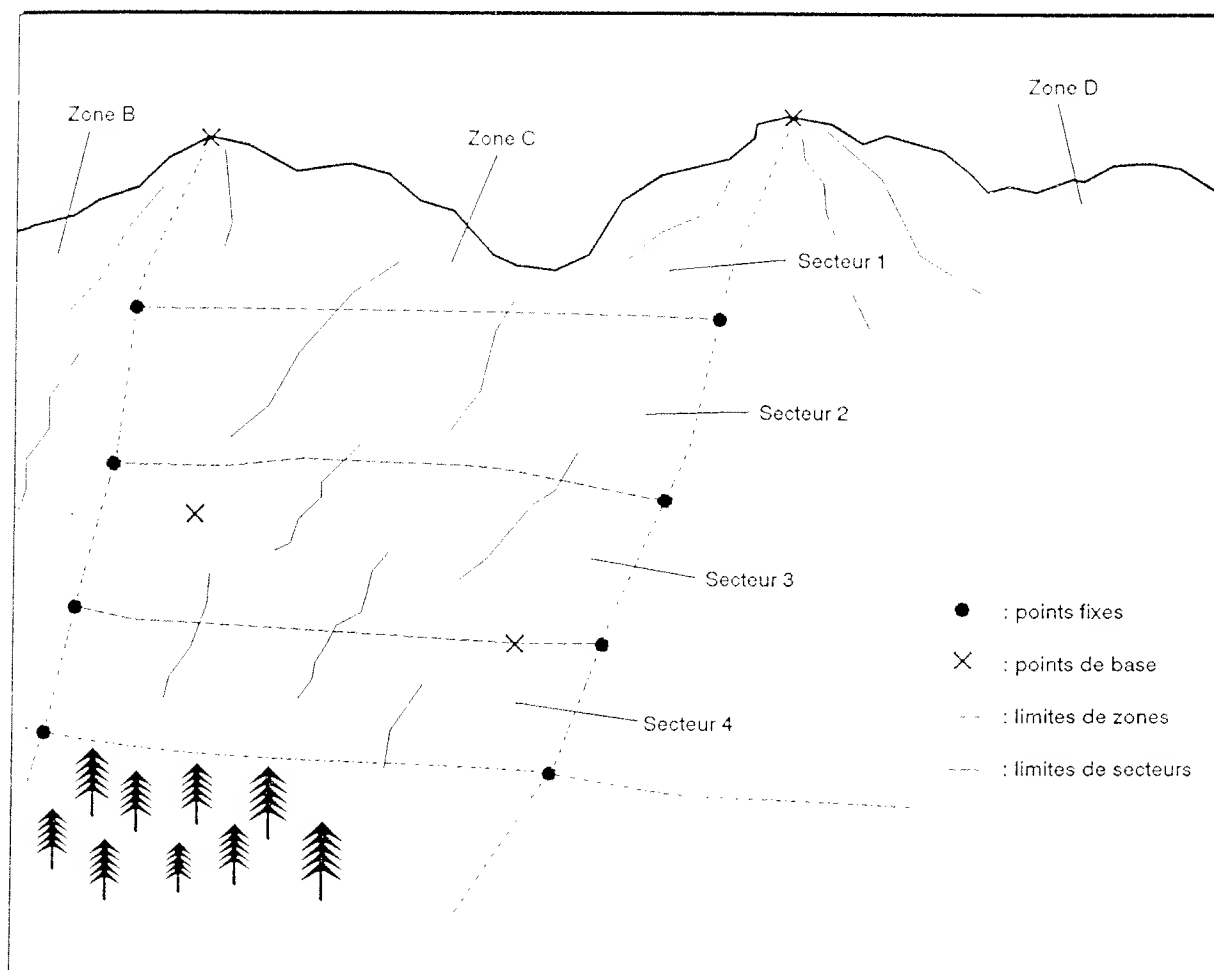 Zone B
Zone C
Zone D
Secteur 1
Secteur 2
Secteur 3
Secteur 4
: points fixes
: points de base
: limites de zones
: limites de secteurs